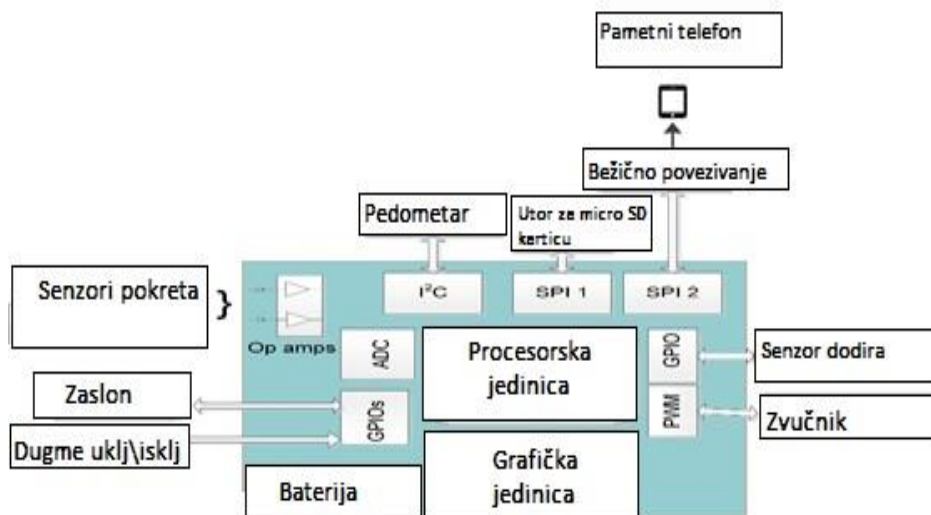 Pametni telefon
Bežično povezivanje
Pedometar
Utor za micro SD
karticu
Senzori pokreta
}
I²C
SPI 1
SPI 2
Op amps
ADC
Procesorska
jedinica
GPIO
Senzor dodira
Zaslon
GPIOs
PWM
Zvučnik
Dugme uklj\isklj
Baterija
Grafička
jedinica